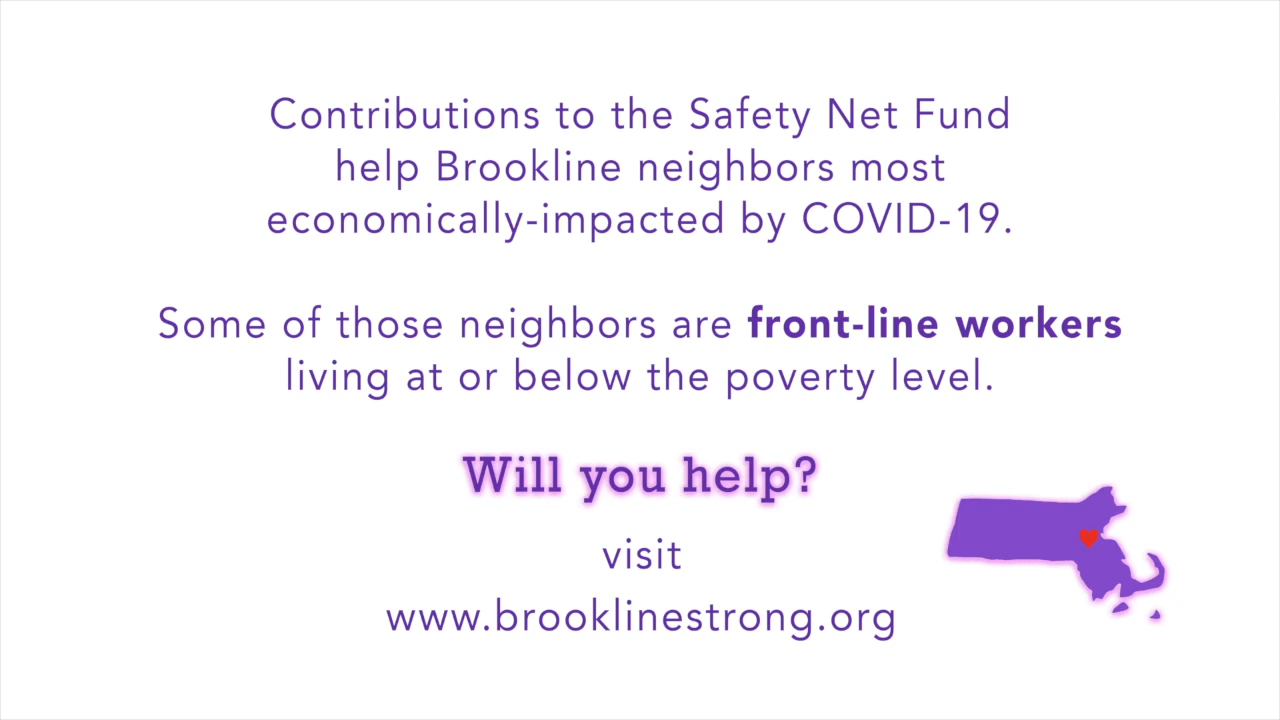 Contributions to the Safety Net Fund
help Brookline neighbors most
economically-impacted by COVID-19.
Some of those neighbors are front-line workers
living at or below the poverty level.
Will you help?
visit
www.brooklinestrong.org